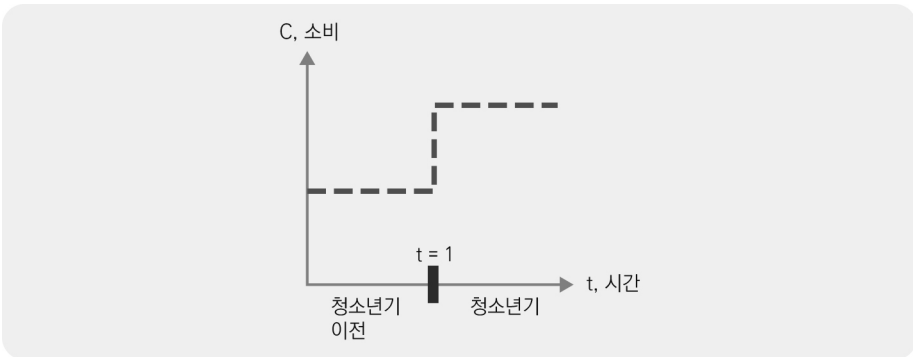 C, 소비
t = 1
t, 시간
청소년기
이전
청소년기